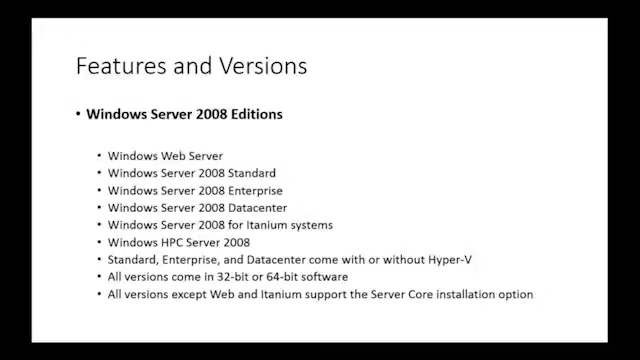 Features and Versions
• Windows Server 2008 Editions
• Windows Web Server
• Windows Server 2008 Standard
• Windows Server 2008 Enterprise
• Windows Server 2008 Datacenter
• Windows Server 2008 for Itanium systems
• Windows HPC Server 2008
• Standard, Enterprise, and Datacenter come with or without Hyper-V
• All versions come in 32-bit or 64-bit software
• All versions except Web and Itanium support the Server Core installation option